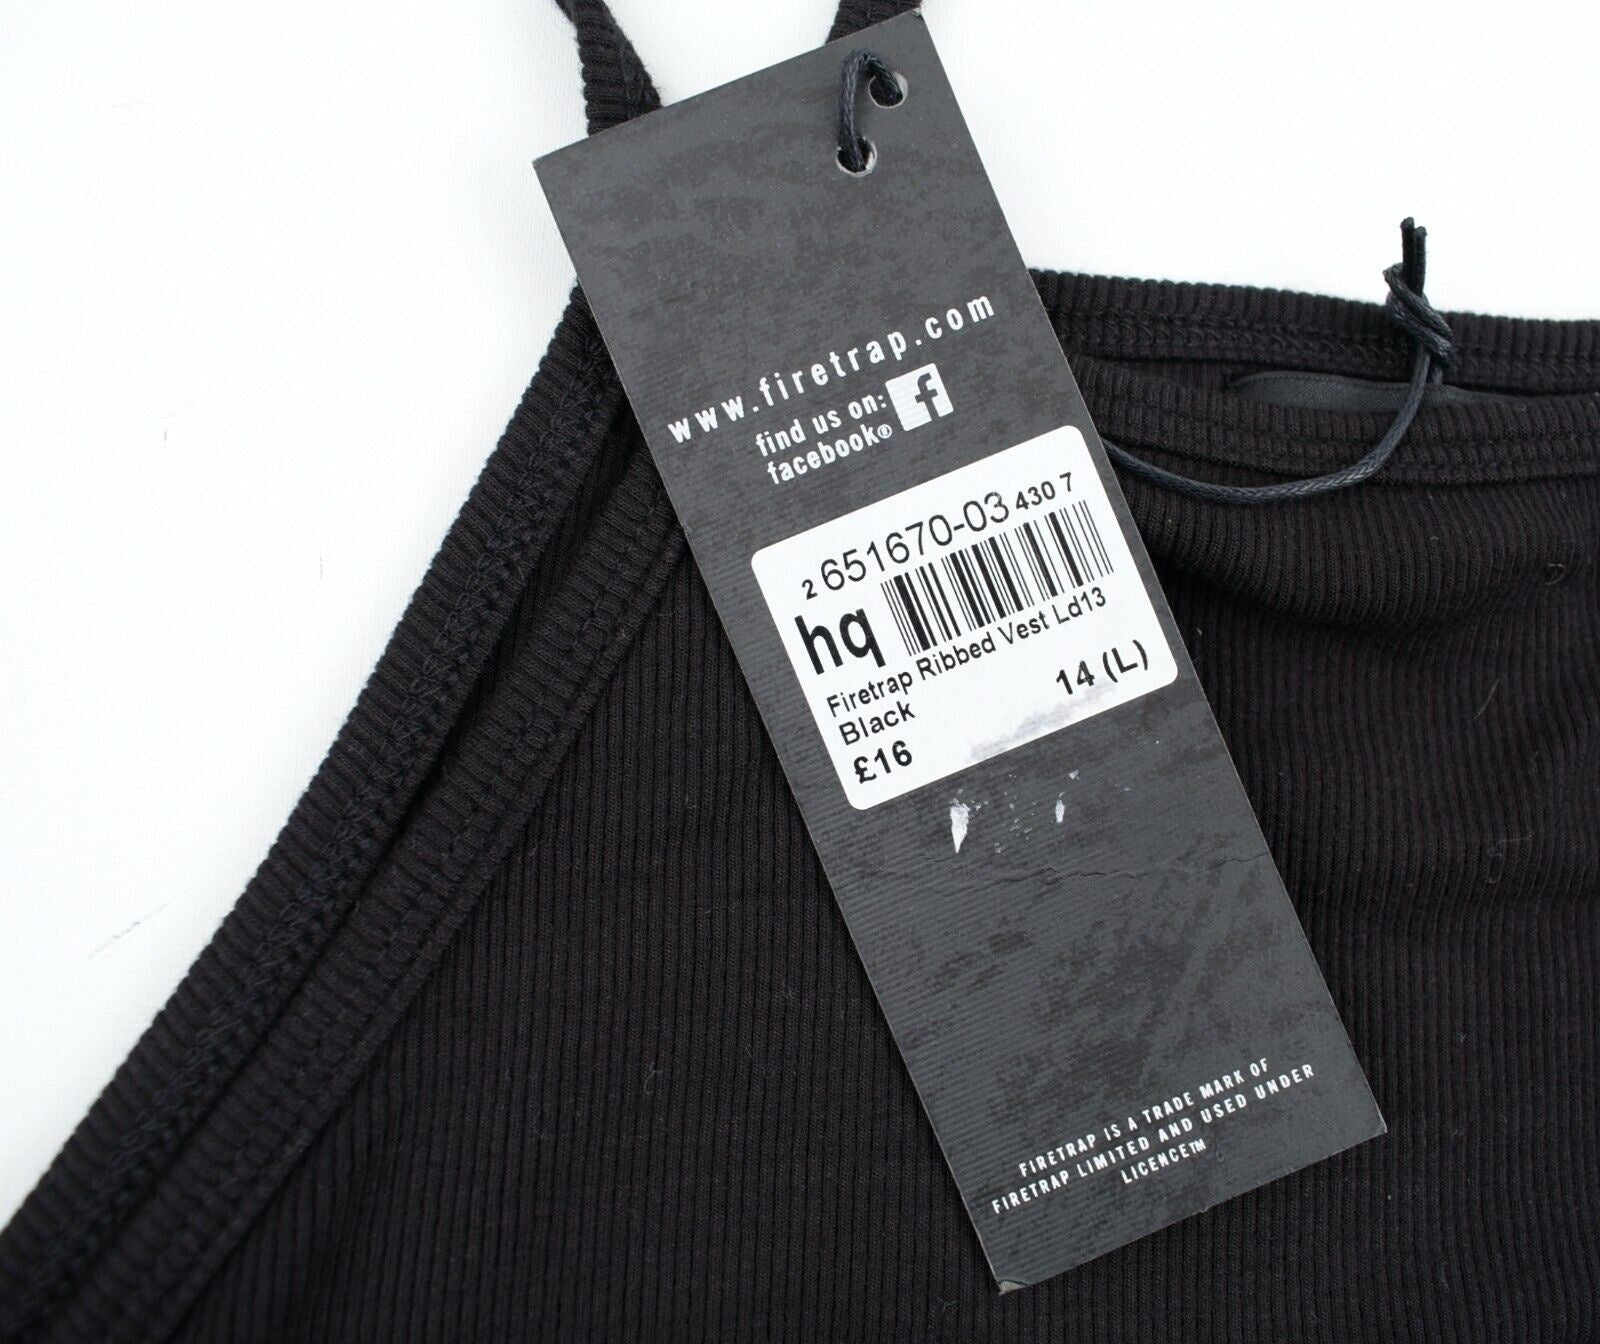 www.firetrap.com
find us on: f
facebook®
2 651670-03 430 7
hq
Firetrap Ribbed Vest Ld13
Black 14 (L)
£16
FIRETRAP IS A TRADE MARK OF
FIRETRAP LIMITED AND USED UNDER
LICENCE™